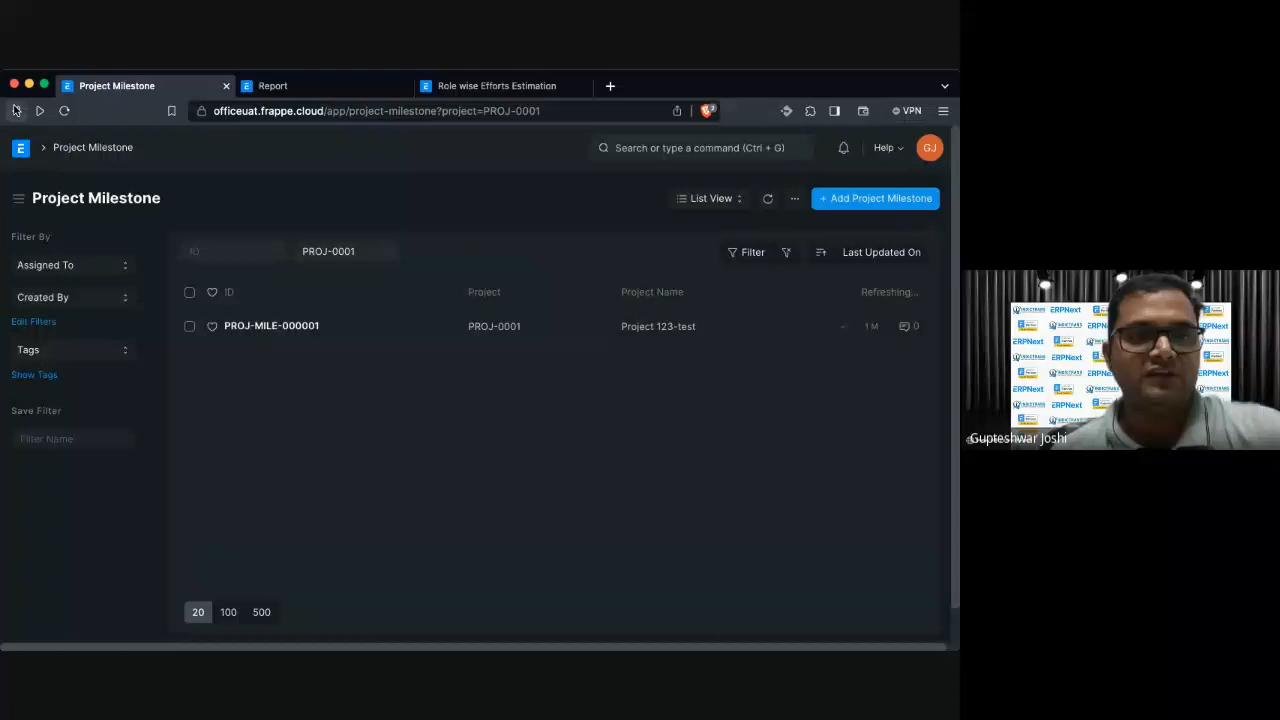 Project Milestone
Report
Role wise Efforts Estimation
officeuat.frappe.cloud/app/project-milestone?project=PROJ-0001
2
VPN
E
Project Milestone
Search or type a command (Ctrl + G)
Help
GJ
Project Milestone
List View
+ Add Project Milestone
Filter By
Assigned To
Created By
Edit Filters
Tags
Show Tags
Save Filter
Filter Name
ID
PROJ-0001
Filter
Last Updated On
ID
Project
Project Name
Refreshing...
PROJ-MILE-000001
PROJ-0001
Project 123-test
- 1 M 0
20
100
500
INDICTRANS
ERPNext
Gupteshwar Joshi